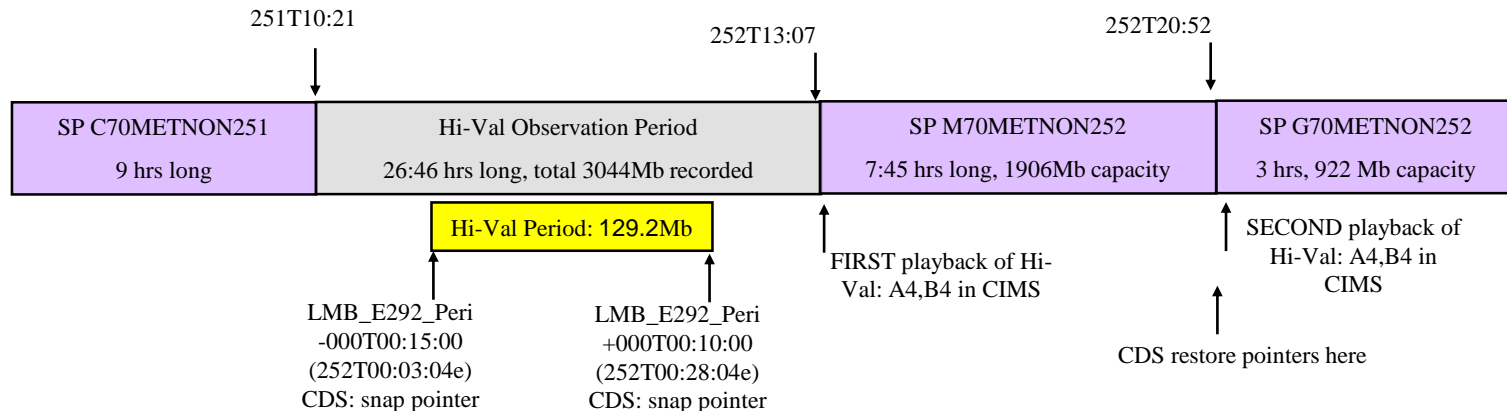 251T10:21
252T13:07
252T20:52
SP C70METNON251
9 hrs long
Hi-Val Observation Period
26:46 hrs long, total 3044Mb recorded
SP M70METNON252
7:45 hrs long, 1906Mb capacity
SP G70METNON252
3 hrs, 922 Mb capacity
Hi-Val Period: 129.2Mb
LMB_E292_Peri
-000T00:15:00
(252T00:03:04e)
CDS: snap pointer
LMB_E292_Peri
+000T00:10:00
(252T00:28:04e)
CDS: snap pointer
FIRST playback of Hi-
Val: A4,B4 in CIMS
SECOND playback of
Hi-Val: A4,B4 in
CIMS
CDS restore pointers here